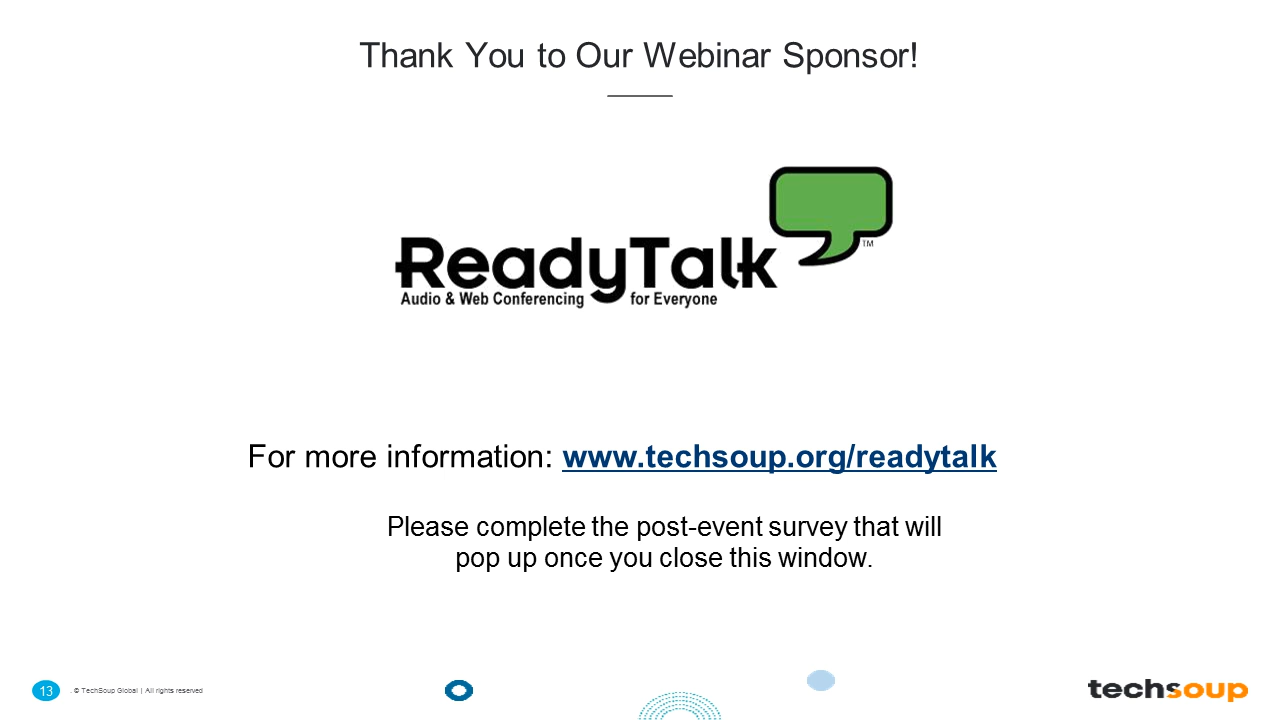 Thank You to Our Webinar Sponsor!
ReadyTalk
TM
Audio & Web Conferencing for Everyone
For more information: www.techsoup.org/readytalk
Please complete the post-event survey that will
pop up once you close this window.
13 . © TechSoup Global | All rights reserved
techsoup